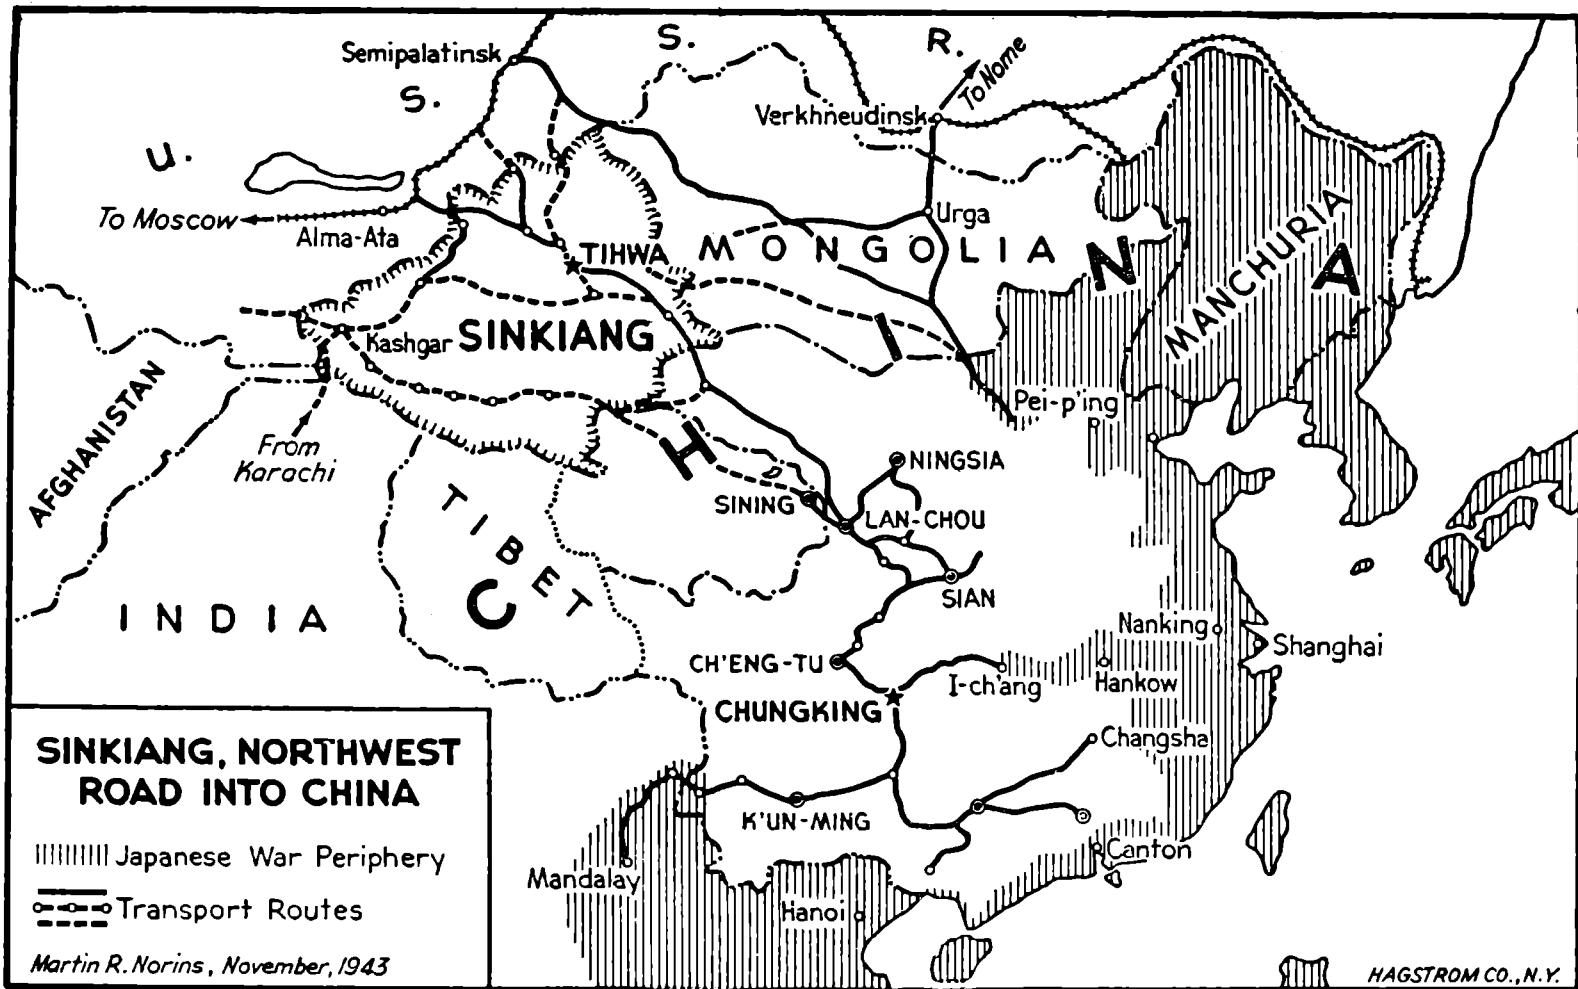 Semipalatinsk
U. S. S. R.
To Nome
Verkhneudinsk
To Moscow
Alma-Ata
Urga
TIHWA
MONGOLIA
MANCHURIA
CHINA
Kashgar
SINKIANG
Pei-p'ing
AFGHANISTAN
From
Karachi
NINGSIA
SINING
LAN-CHOU
TIBET
SIAN
INDIA
Nanking
Shanghai
CH'ENG-TU
I-ch'ang
Hankow
CHUNGKING
Changsha
K'UN-MING
Canton
Mandalay
Hanoi
SINKIANG, NORTHWEST
ROAD INTO CHINA
Japanese War Periphery
Transport Routes
Martin R. Norins, November, 1943
HAGSTROM CO., N.Y.